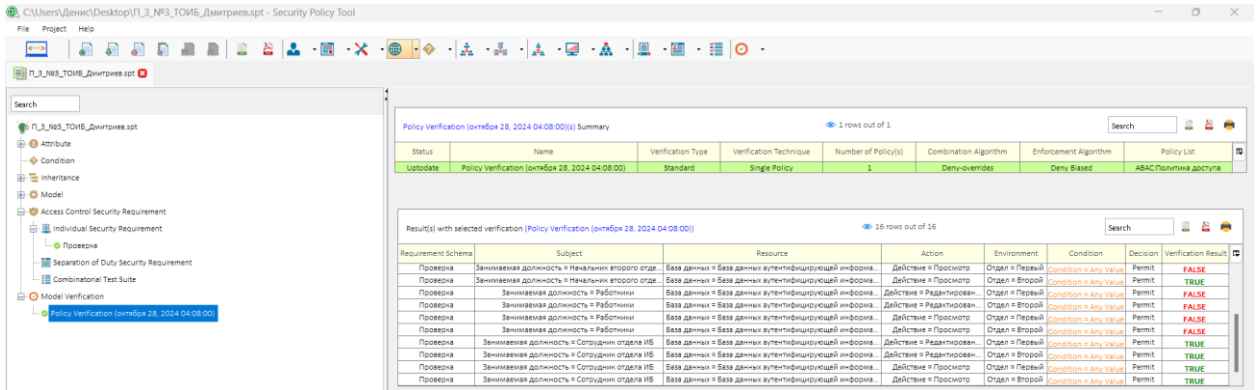 C:\Users\Денис\Desktop\П_З_№3_ТОИБ_Дмитриев.spt - Security Policy Tool
File Project Help
П_З_№3_ТОИБ_Дмитриев.spt
Search
П_З_№3_ТОИБ_Дмитриев.spt
Attribute
Condition
Inheritance
Model
Access Control Security Requirement
Individual Security Requirement
Проверка
Separation of Duty Security Requirement
Combinatorial Test Suite
Model Verification
Policy Verification (октября 28, 2024 04:08:00)
Policy Verification (октября 28, 2024 04:08:00)(s) Summary 1 rows out of 1 Search
Status Name Verification Type Verification Technique Number of Policy(s) Combination Algorithm Enforcement Algorithm Policy List
Uptodate Policy Verification (октября 28, 2024 04:08:00) Standard Single Policy 1 Deny-overrides Deny Biased ABAC:Политика доступа
Result(s) with selected verification (Policy Verification (октября 28, 2024 04:08:00)) 16 rows out of 16 Search
Requirement Schema Subject Resource Action Environment Condition Decision Verification Result
Проверка Занимаемая должность = Начальник второго отде... База данных = База данных аутентифицирующей информа... Действие = Просмотр Отдел = Первый Condition = Any Value Permit FALSE
Проверка Занимаемая должность = Начальник второго отде... База данных = База данных аутентифицирующей информа... Действие = Просмотр Отдел = Второй Condition = Any Value Permit TRUE
Проверка Занимаемая должность = Работники База данных = База данных аутентифицирующей информа... Действие = Редактирован... Отдел = Первый Condition = Any Value Permit FALSE
Проверка Занимаемая должность = Работники База данных = База данных аутентифицирующей информа... Действие = Редактирован... Отдел = Второй Condition = Any Value Permit FALSE
Проверка Занимаемая должность = Работники База данных = База данных аутентифицирующей информа... Действие = Просмотр Отдел = Первый Condition = Any Value Permit FALSE
Проверка Занимаемая должность = Работники База данных = База данных аутентифицирующей информа... Действие = Просмотр Отдел = Второй Condition = Any Value Permit FALSE
Проверка Занимаемая должность = Сотрудник отдела ИБ База данных = База данных аутентифицирующей информа... Действие = Редактирован... Отдел = Первый Condition = Any Value Permit TRUE
Проверка Занимаемая должность = Сотрудник отдела ИБ База данных = База данных аутентифицирующей информа... Действие = Редактирован... Отдел = Второй Condition = Any Value Permit TRUE
Проверка Занимаемая должность = Сотрудник отдела ИБ База данных = База данных аутентифицирующей информа... Действие = Просмотр Отдел = Первый Condition = Any Value Permit TRUE
Проверка Занимаемая должность = Сотрудник отдела ИБ База данных = База данных аутентифицирующей информа... Действие = Просмотр Отдел = Второй Condition = Any Value Permit TRUE